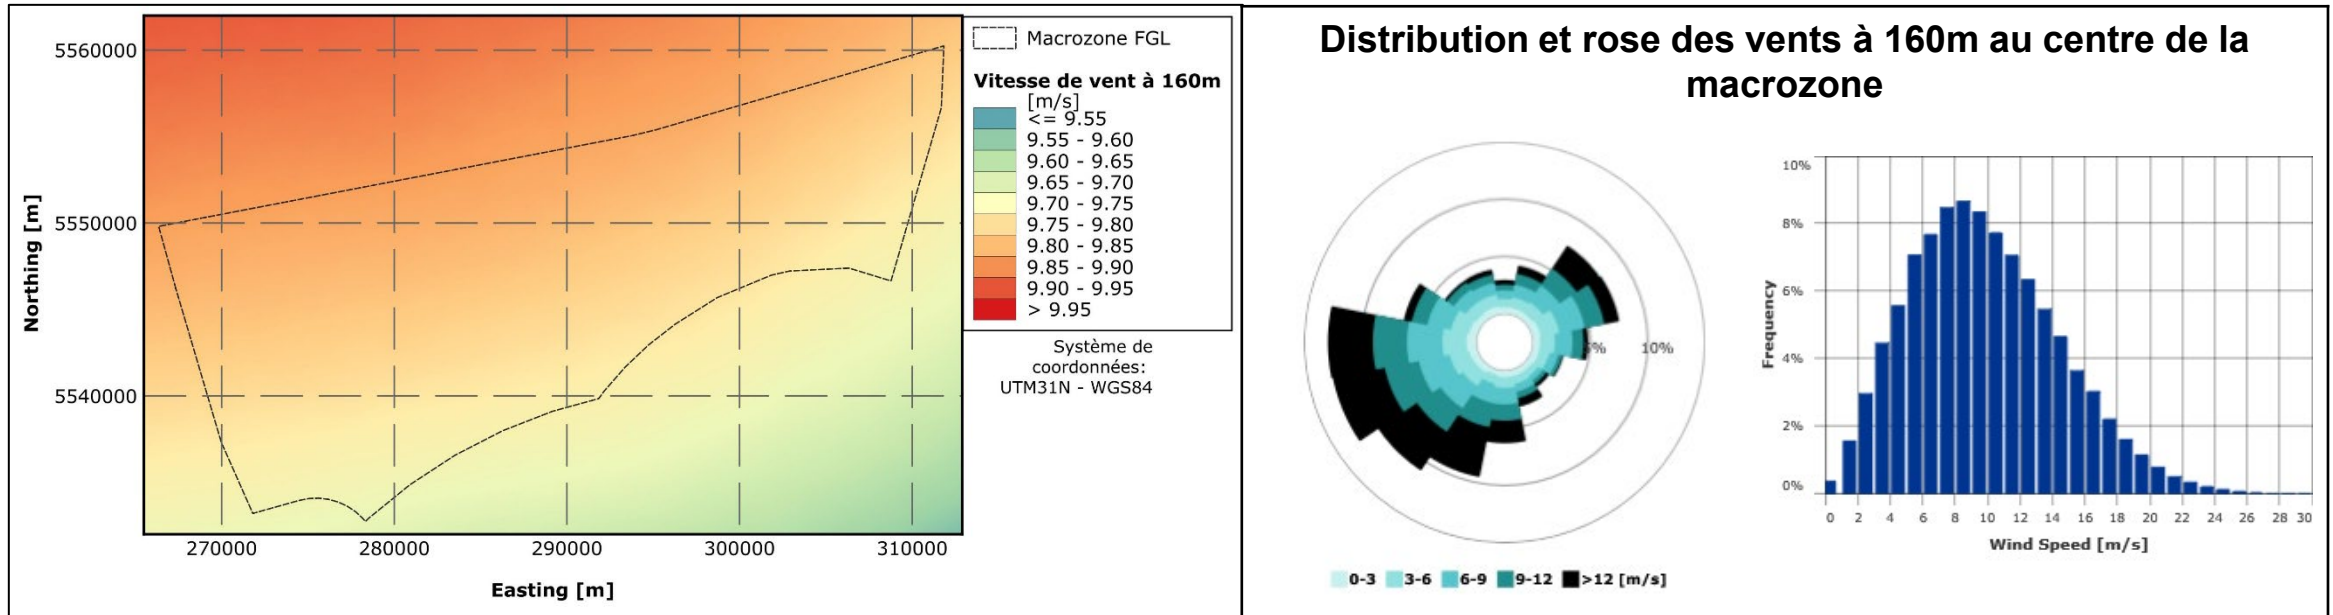 5560000
5550000
5540000
Northing [m]
270000
280000
290000
300000
310000
Easting [m]
Macrozone FGL
Vitesse de vent à 160m
[m/s]
<= 9.55
9.55 - 9.60
9.60 - 9.65
9.65 - 9.70
9.70 - 9.75
9.75 - 9.80
9.80 - 9.85
9.85 - 9.90
9.90 - 9.95
> 9.95
Système de
coordonnées:
UTM31N - WGS84
Distribution et rose des vents à 160m au centre de la
macrozone
5%
10%
0-3 3-6 6-9 9-12 >12 [m/s]
10%
8%
6%
4%
2%
0%
Frequency
0 2 4 6 8 10 12 14 16 18 20 22 24 26 28 30
Wind Speed [m/s]